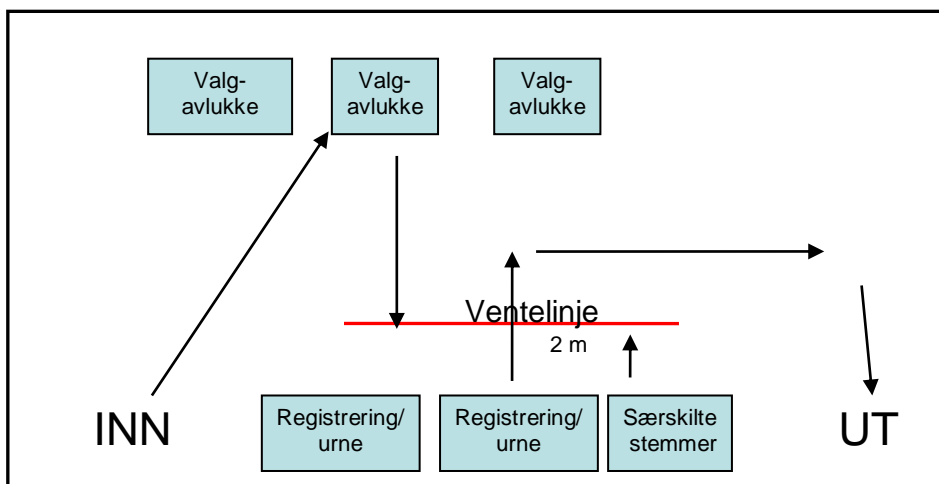 Valg-
avlukke
Valg-
avlukke
Valg-
avlukke
Ventelinje
2 m
INN
Registrering/
urne
Registrering/
urne
Særskilte
stemmer
UT